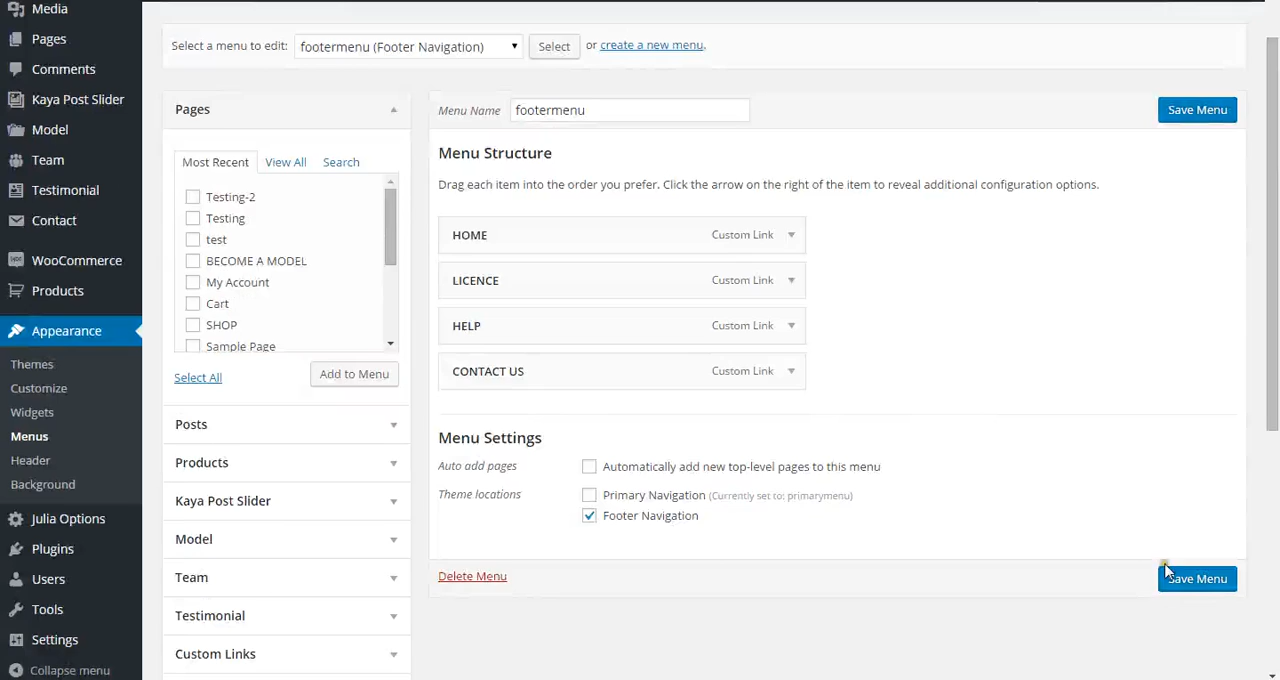 Media
Pages
Comments
Kaya Post Slider
Model
Team
Testimonial
Contact
WooCommerce
Products
Appearance
Themes
Customize
Widgets
Menus
Header
Background
Julia Options
Plugins
Users
Tools
Settings
Collapse menu
Select a menu to edit: footermenu (Footer Navigation) Select or create a new menu.
Pages
Most Recent View All Search
Testing-2
Testing
test
BECOME A MODEL
My Account
Cart
SHOP
Sample Page
Select All Add to Menu
Posts
Products
Kaya Post Slider
Model
Team
Testimonial
Custom Links
Menu Name footermenu Save Menu
Menu Structure
Drag each item into the order you prefer. Click the arrow on the right of the item to reveal additional configuration options.
HOME Custom Link
LICENCE Custom Link
HELP Custom Link
CONTACT US Custom Link
Menu Settings
Auto add pages Automatically add new top-level pages to this menu
Theme locations Primary Navigation (Currently set to: primarymenu)
Footer Navigation
Delete Menu Save Menu